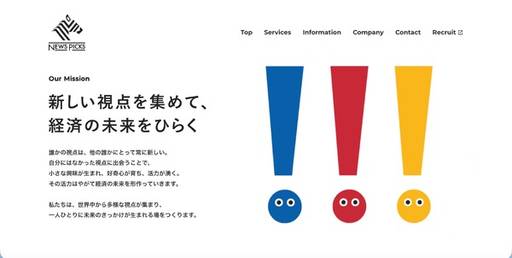 NEWS PICKS
Top Services Information Company Contact Recruit
Our Mission
新しい視点を集めて、
経済の未来をひらく
誰かの視点は、他の誰かにとって常に新しい。
自分にはなかった視点に出会うことで、
小さな興味が生まれ、好奇心が育ち、活力が湧く。
その活力はやがて経済の未来を形作っていきます。
私たちは、世界中から多様な視点が集まり、
一人ひとりに未来のきっかけが生まれる場をつくります。